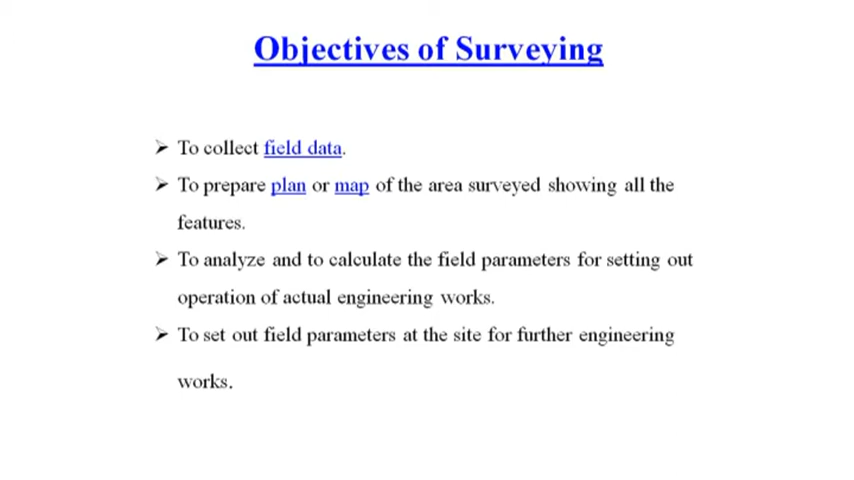 Objectives of Surveying
➢ To collect field data.
➢ To prepare plan or map of the area surveyed showing all the
features.
➢ To analyze and to calculate the field parameters for setting out
operation of actual engineering works.
➢ To set out field parameters at the site for further engineering
works.